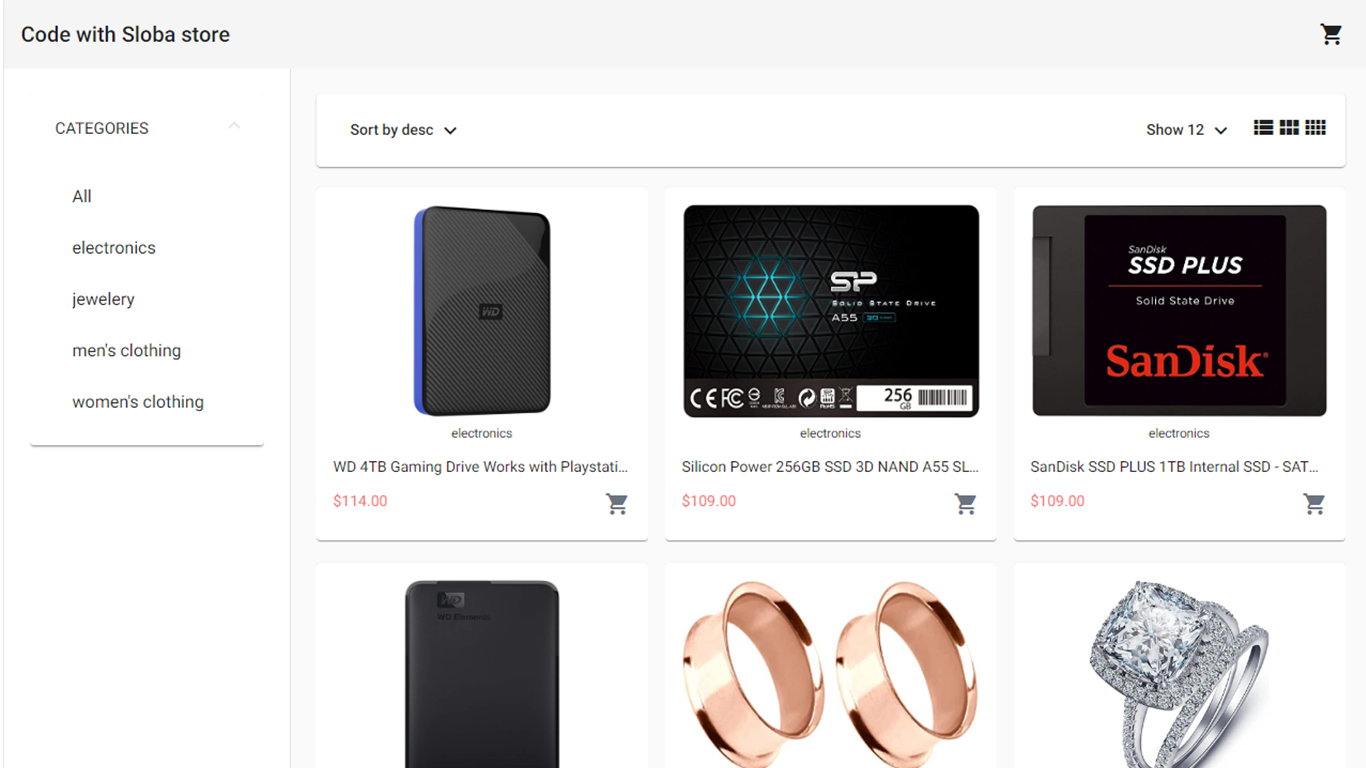 Code with Sloba store
CATEGORIES
All
electronics
jewelery
men's clothing
women's clothing
Sort by desc
Show 12
WD
SP
SOLID STATE DRIVE
A55
256
GB
SanDisk
SSD PLUS
Solid State Drive
SanDisk
electronics
electronics
electronics
WD 4TB Gaming Drive Works with Playstati...
Silicon Power 256GB SSD 3D NAND A55 SL...
SanDisk SSD PLUS 1TB Internal SSD - SAT...
$114.00
$109.00
$109.00
WD
WD Elements